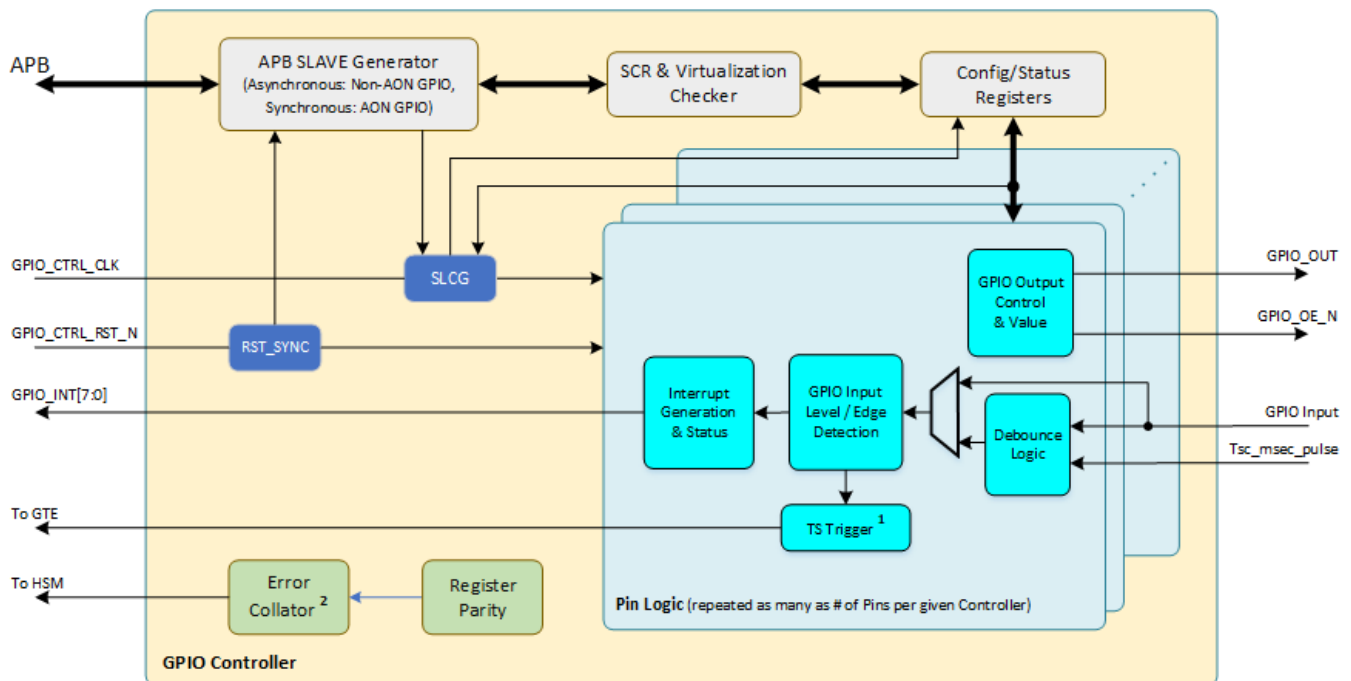 APB
APB SLAVE Generator
(Asynchronous: Non-AON GPIO,
Synchronous: AON GPIO)
SCR & Virtualization
Checker
Config/Status
Registers
GPIO_CTRL_CLK
SLCG
GPIO_CTRL_RST_N
RST_SYNC
GPIO_INT[7:0]
GPIO Output
Control
& Value
GPIO_OUT
GPIO_OE_N
Interrupt
Generation
& Status
GPIO Input
Level / Edge
Detection
Debounce
Logic
GPIO Input
Tsc_msec_pulse
To GTE
TS Trigger 1
To HSM
Error
Collator 2
Register
Parity
Pin Logic (repeated as many as # of Pins per given Controller)
GPIO Controller